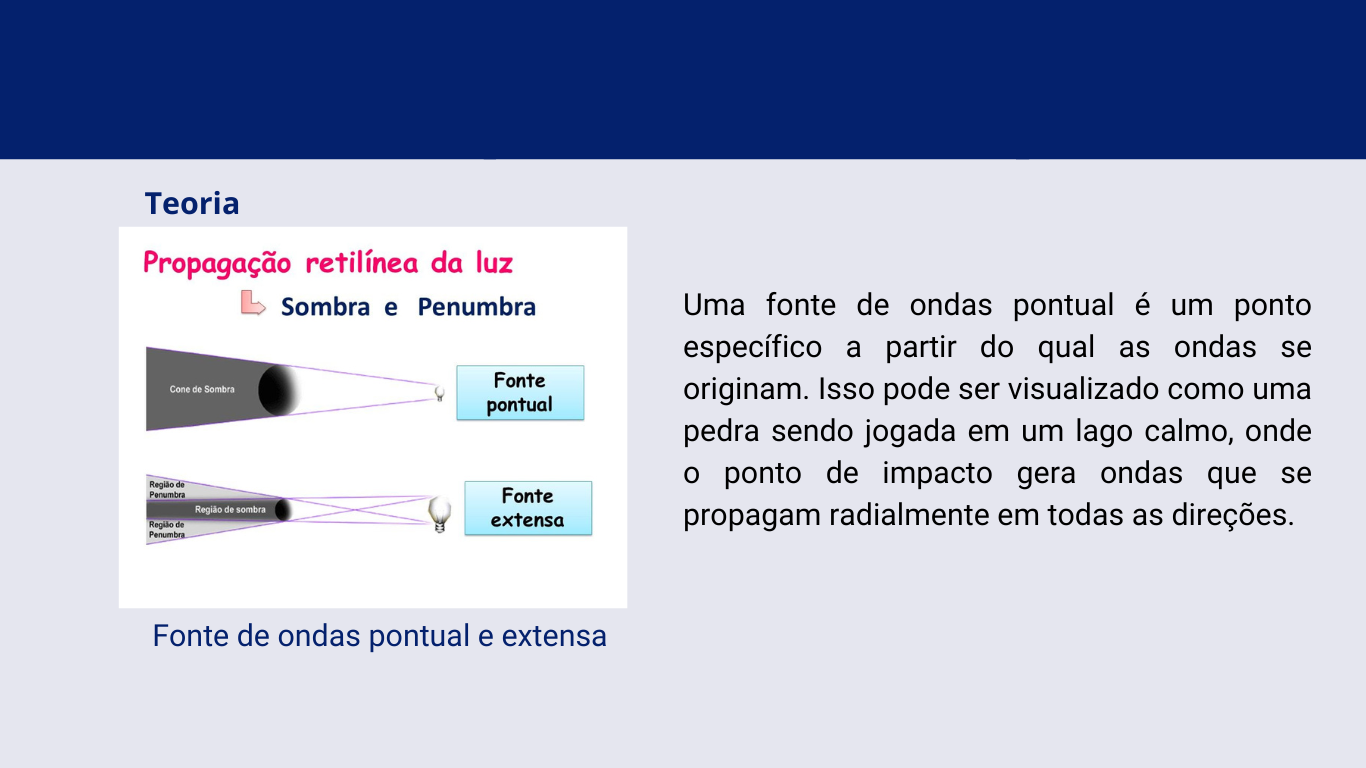 Teoria
Propagação retilínea da luz
Sombra e Penumbra
Cone de Sombra
Fonte
pontual
Região de
Penumbra
Região de sombra
Região de
Penumbra
Fonte
extensa
Fonte de ondas pontual e extensa
Uma fonte de ondas pontual é um ponto
específico a partir do qual as ondas se
originam. Isso pode ser visualizado como uma
pedra sendo jogada em um lago calmo, onde
o ponto de impacto gera ondas que se
propagam radialmente em todas as direções.